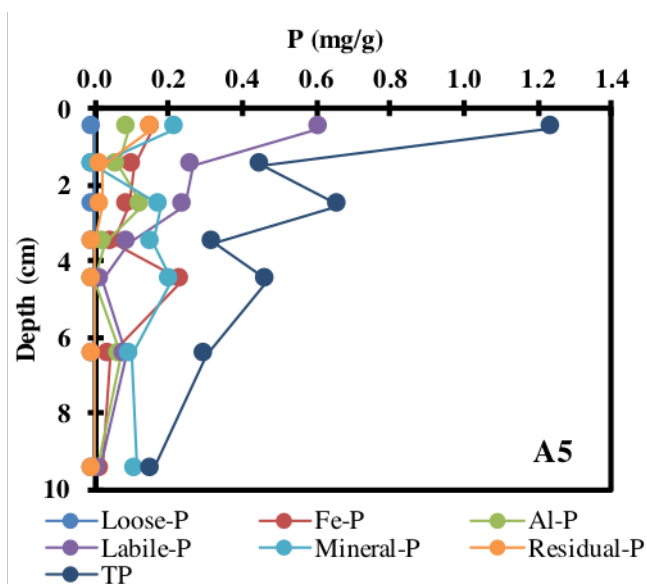 P (mg/g)
0.0 0.2 0.4 0.6 0.8 1.0 1.2 1.4
0
2
4
6
8
10
Depth (cm)
A5
Loose-P Fe-P Al-P
Labile-P Mineral-P Residual-P
TP